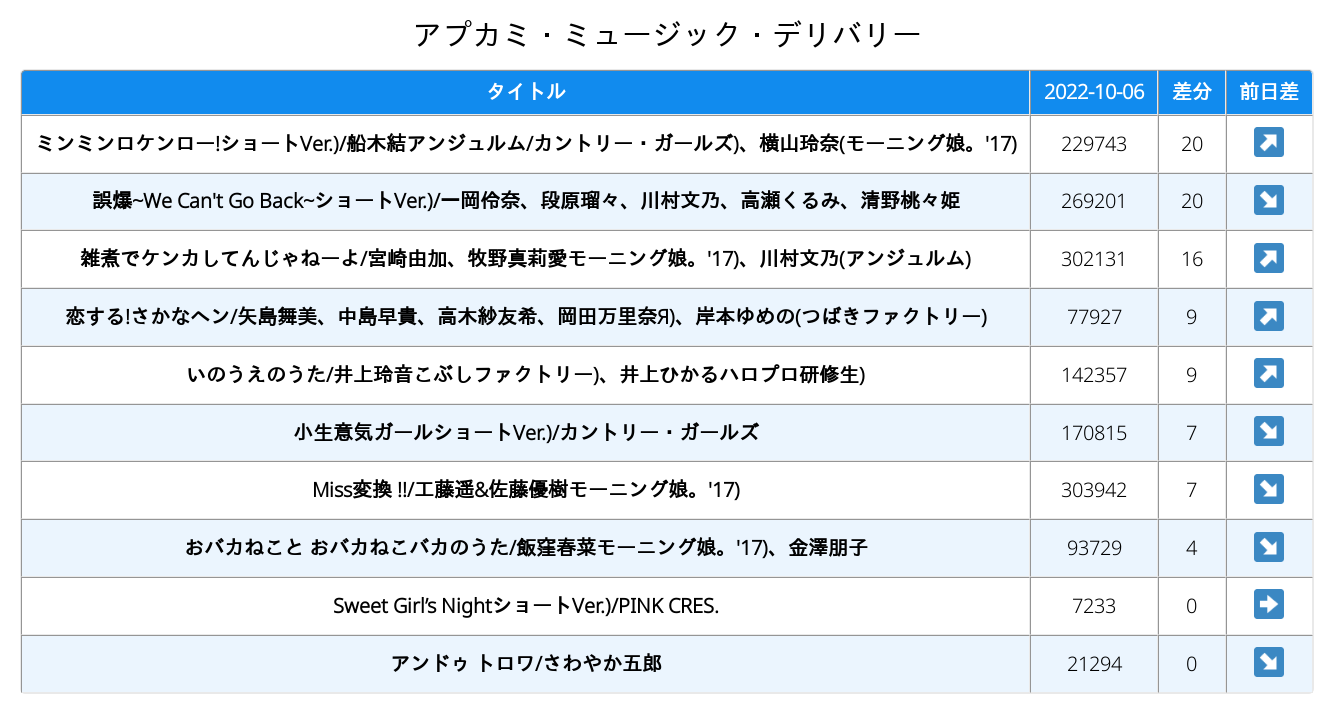 アプカミ・ミュージック・デリバリー
タイトル 2022-10-06 差分 前日差
ミンミンロケンロー!ショートVer.)/船木結アンジュルム/カントリー・ガールズ)、横山玲奈(モーニング娘。'17) 229743 20
誤爆~We Can't Go Back~ショートVer.)/一岡伶奈、段原瑠々、川村文乃、高瀬くるみ、清野桃々姫 269201 20
雑煮でケンカしてんじゃねーよ/宮崎由加、牧野真莉愛モーニング娘。'17)、川村文乃(アンジュルム) 302131 16
恋する!さかなヘン/矢島舞美、中島早貴、高木紗友希、岡田万里奈Я)、岸本ゆめの(つばきファクトリー) 77927 9
いのうえのうた/井上玲音こぶしファクトリー)、井上ひかるハロプロ研修生) 142357 9
小生意気ガールショートVer.)/カントリー・ガールズ 170815 7
Miss変換 !!/工藤遥&佐藤優樹モーニング娘。'17) 303942 7
おバカねこと おバカねこバカのうた/飯窪春菜モーニング娘。'17)、金澤朋子 93729 4
Sweet Girl’s NightショートVer.)/PINK CRES. 7233 0
アンドゥ トロワ/さわやか五郎 21294 0